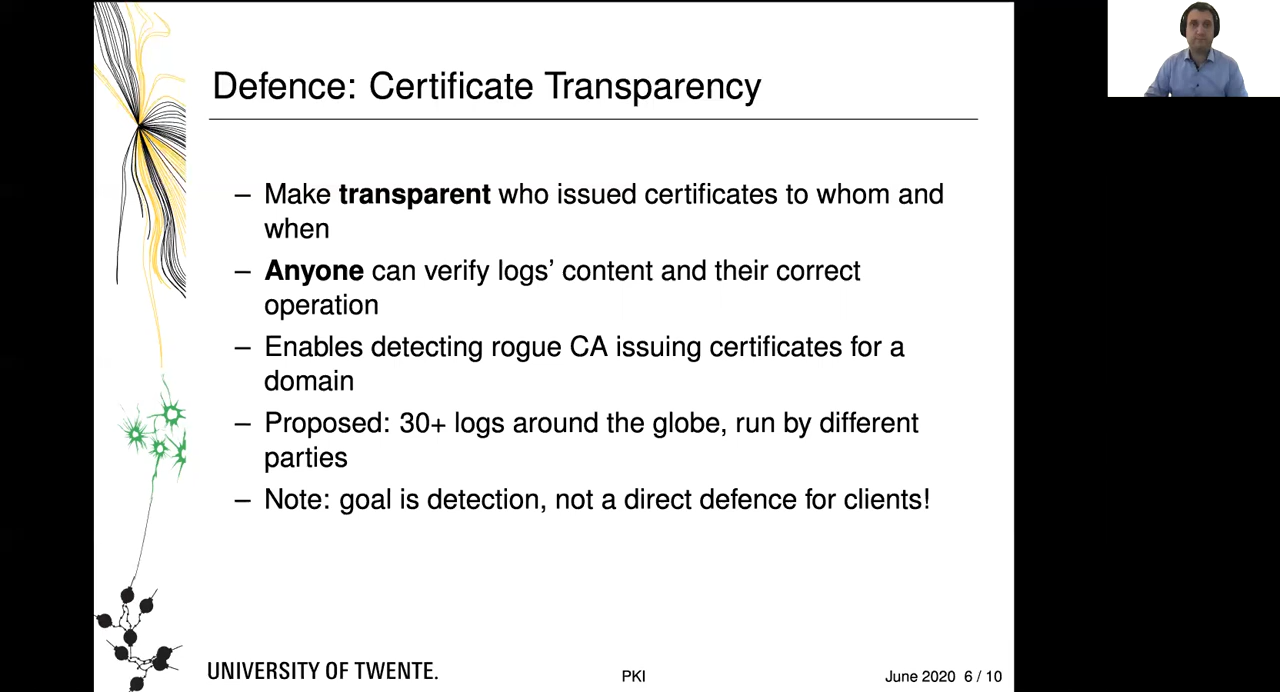 Defence: Certificate Transparency
– Make transparent who issued certificates to whom and
when
– Anyone can verify logs’ content and their correct
operation
– Enables detecting rogue CA issuing certificates for a
domain
– Proposed: 30+ logs around the globe, run by different
parties
– Note: goal is detection, not a direct defence for clients!
UNIVERSITY OF TWENTE.
PKI
June 2020 6 / 10